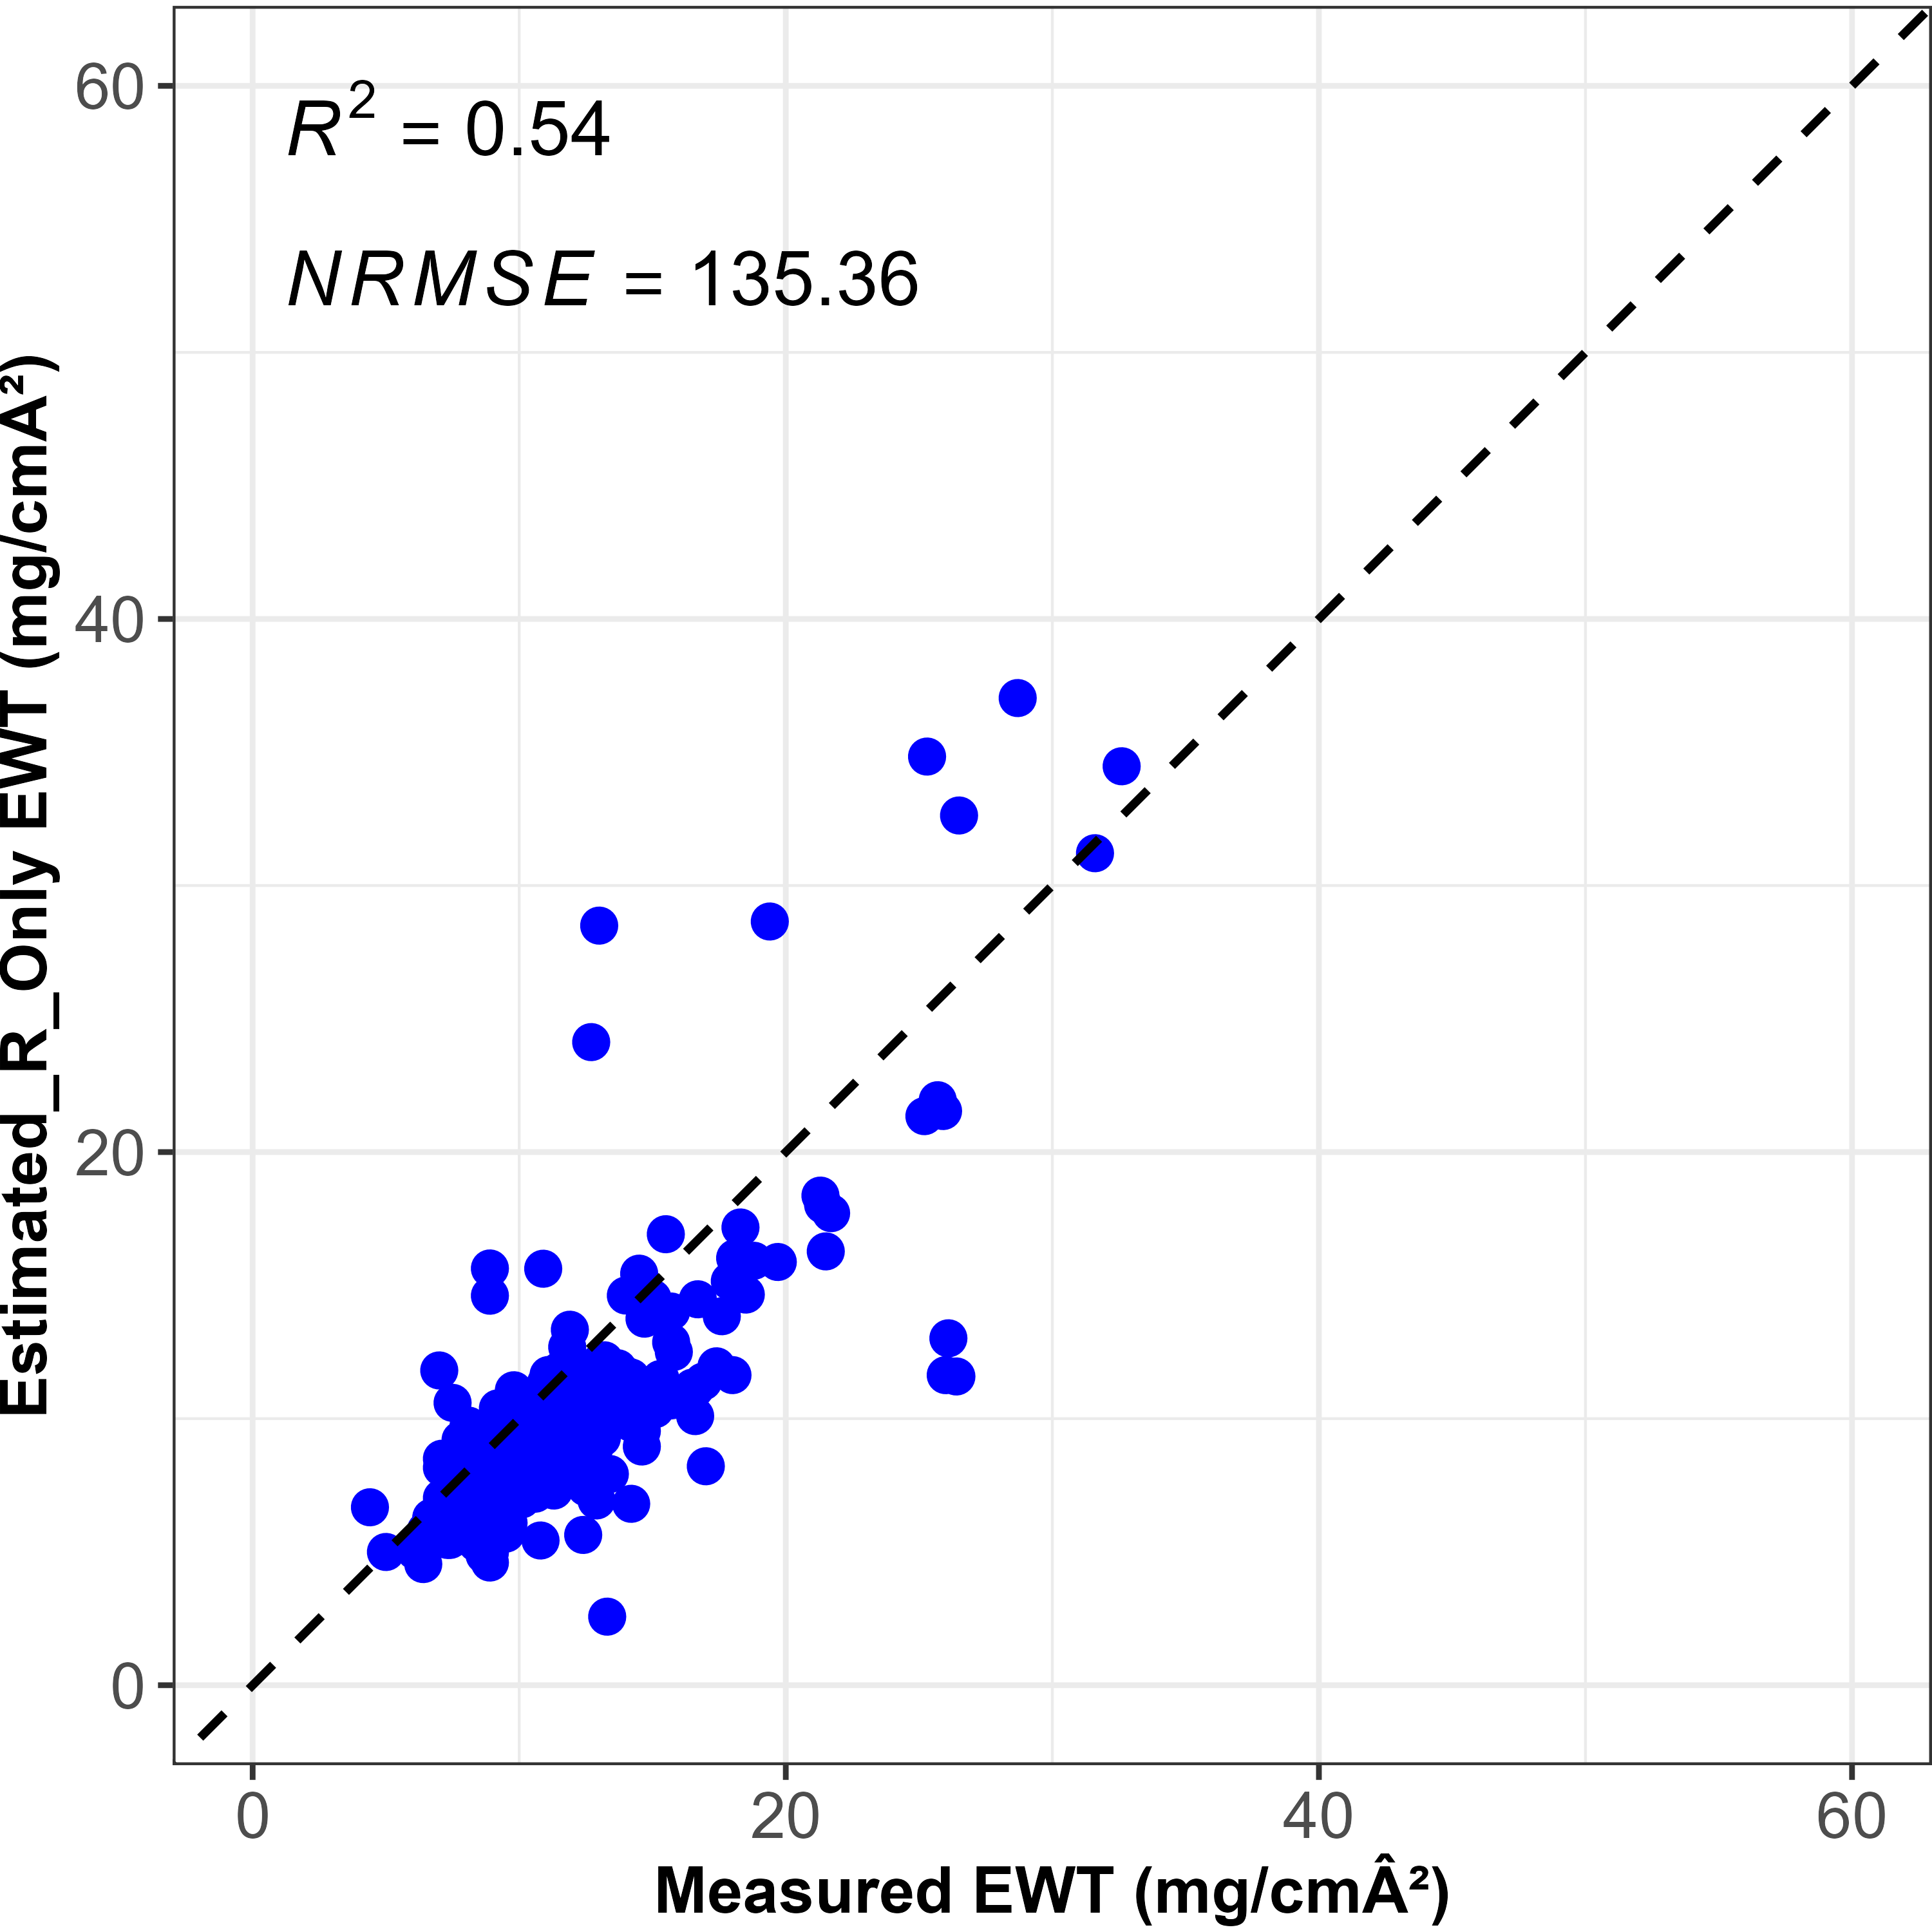 R² = 0.54
NRMSE = 135.36
Estimated_R_Only EWT (mg/cmÂ²)
60
40
20
0
0
20
40
60
Measured EWT (mg/cmÂ²)